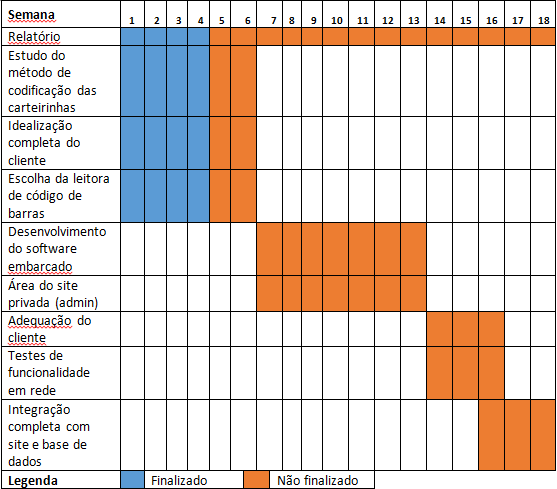 Semana 1 2 3 4 5 6 7 8 9 10 11 12 13 14 15 16 17 18
Relatório
Estudo do
método de
codificação das
carteirinhas
Idealização
completa do
cliente
Escolha da leitora
de código de
barras
Desenvolvimento
do software
embarcado
Área do site
privada (admin)
Adequação do
cliente
Testes de
funcionalidade
em rede
Integração
completa com
site e base de
dados
Legenda Finalizado Não finalizado